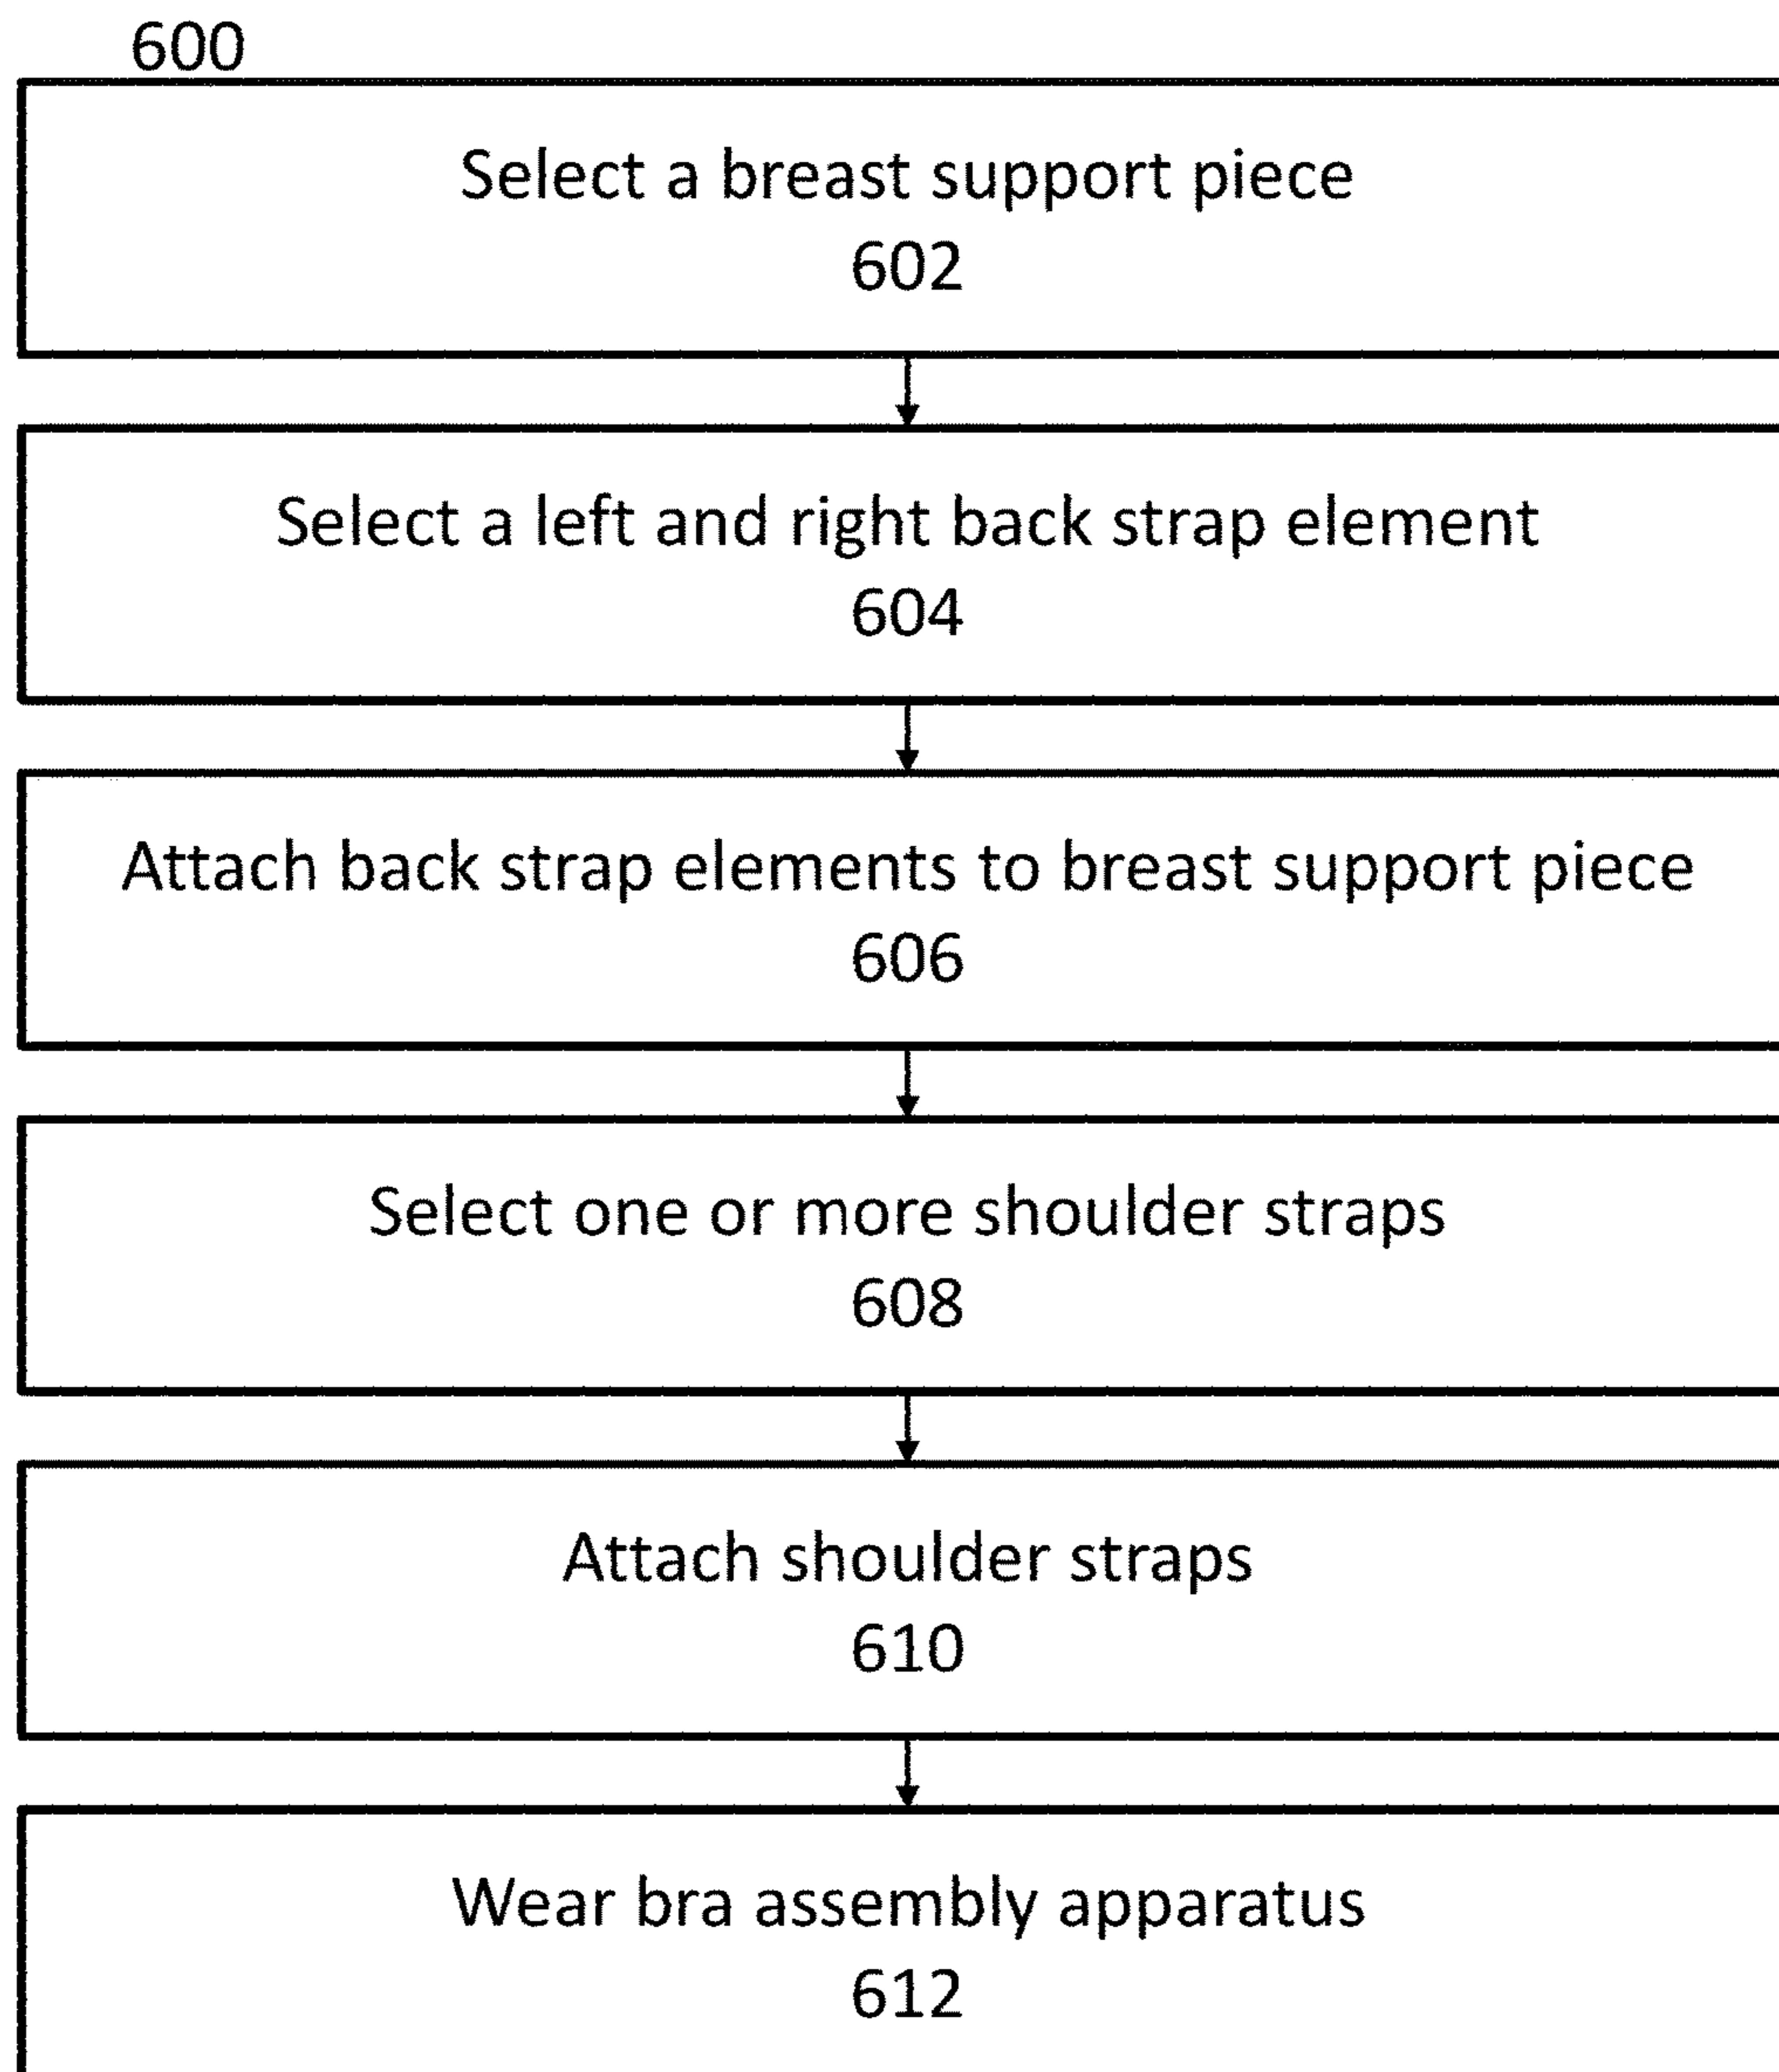 600
Select a breast support piece
602
Select a left and right back strap element
604
Attach back strap elements to breast support piece
606
Select one or more shoulder straps
608
Attach shoulder straps
610
Wear bra assembly apparatus
612